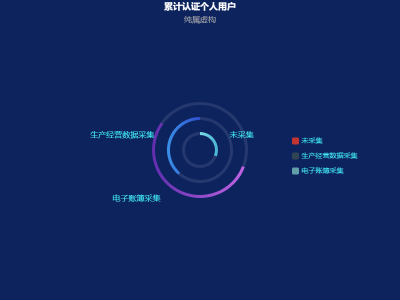 累计认证个人用户
纯属虚构
生产经营数据采集
未采集
电子账簿采集
未采集
生产经营数据采集
电子账簿采集